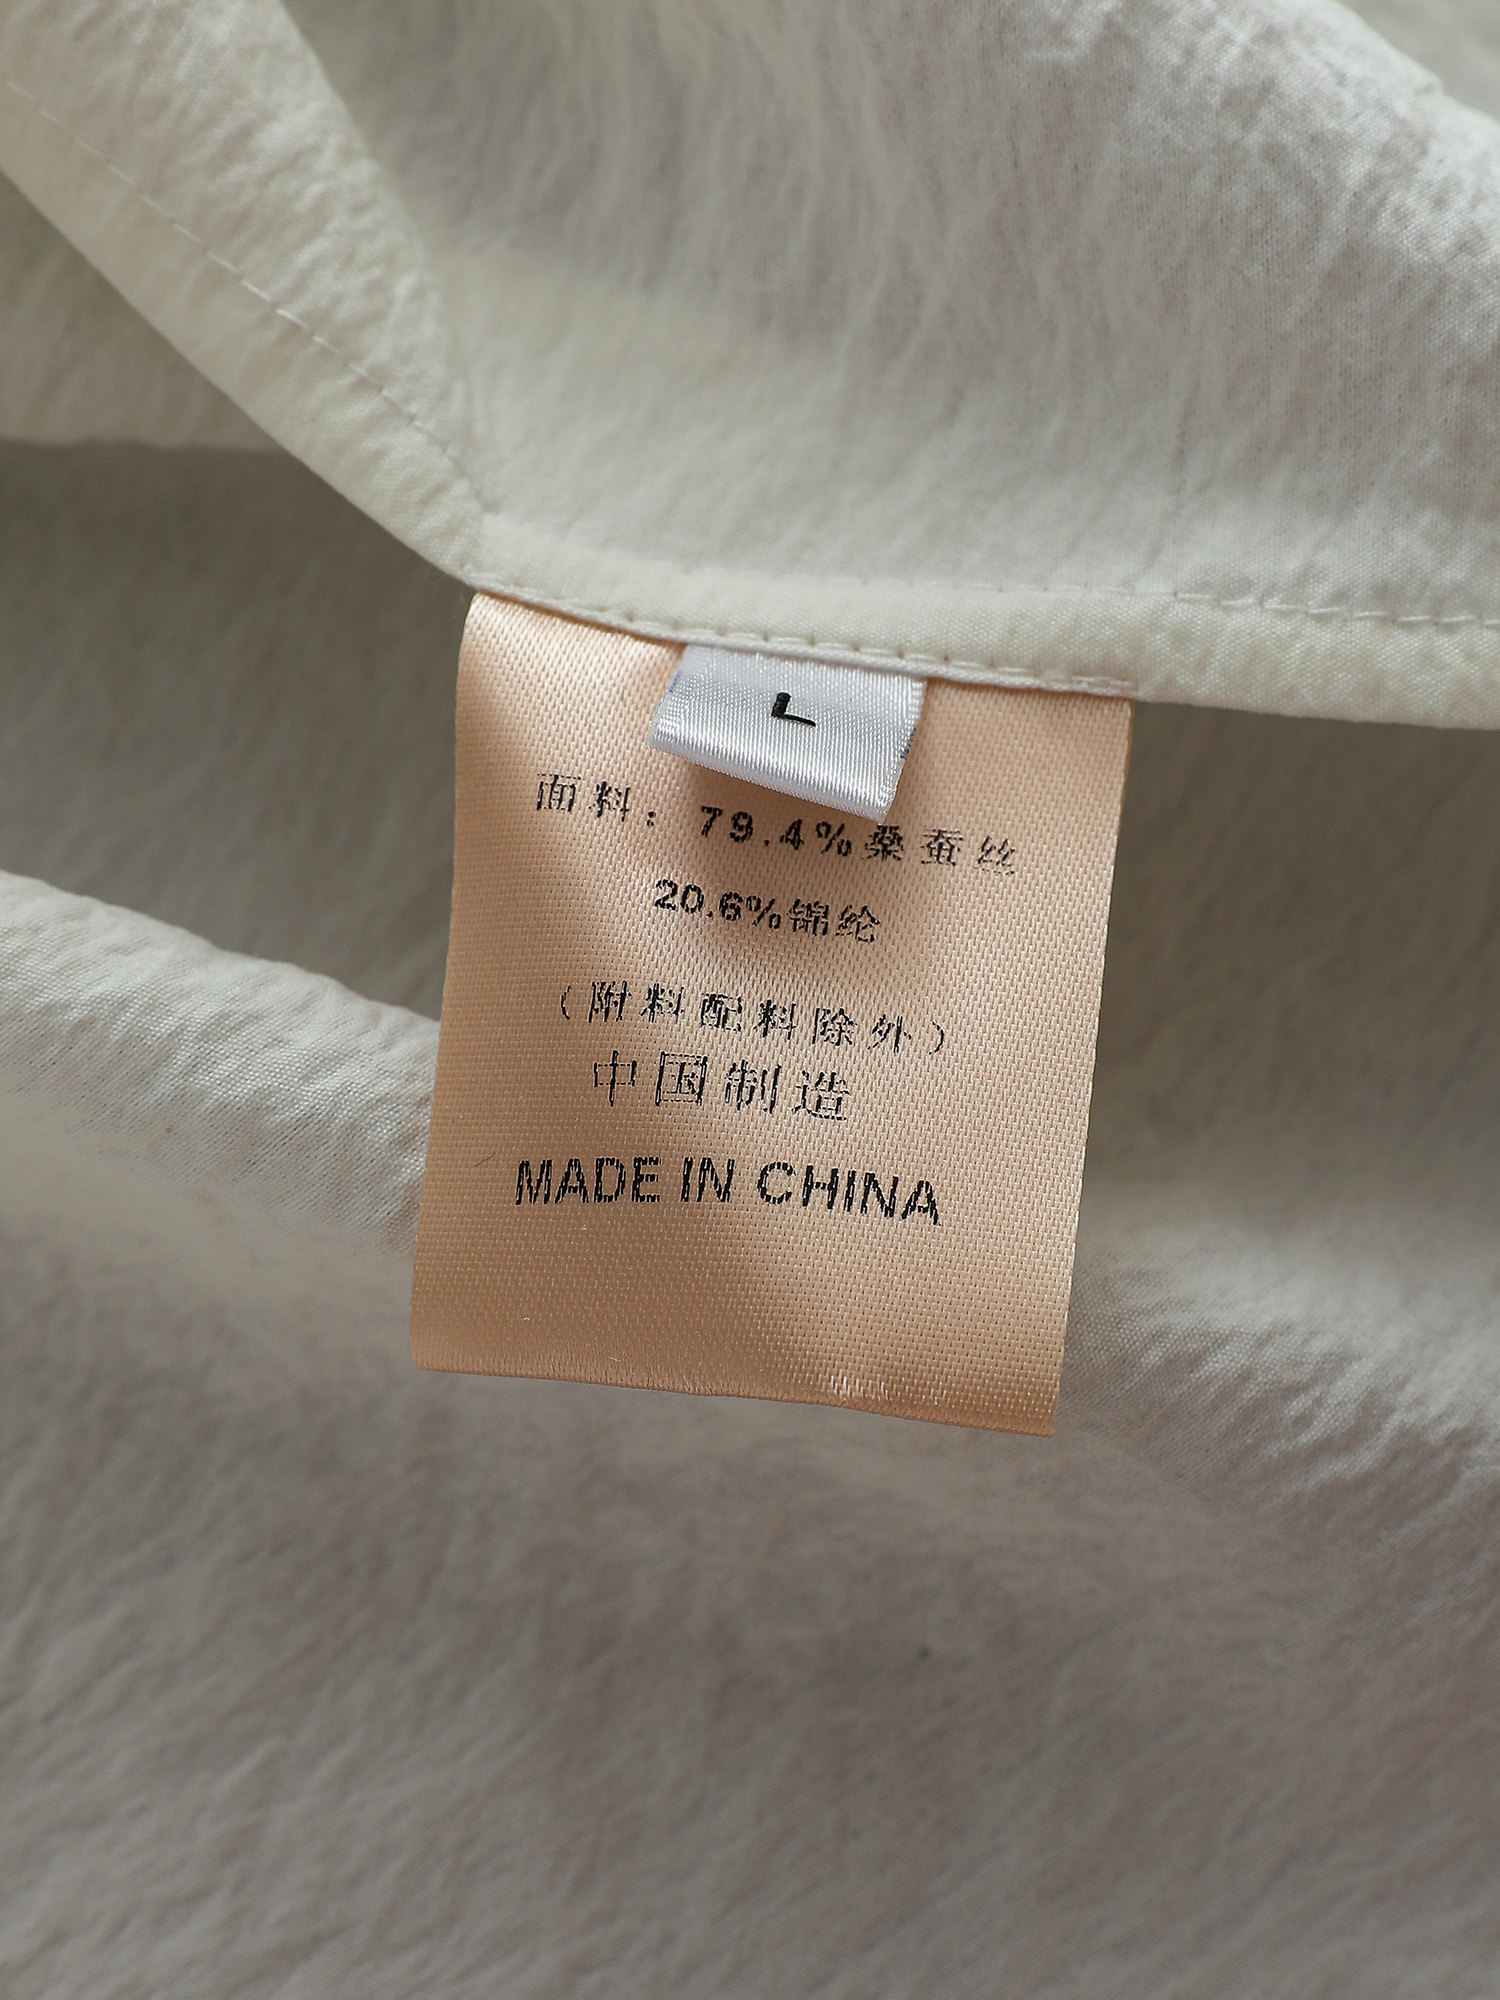 L
面料：79.4%桑蚕丝
20.6%锦纶
（附料配料除外）
中国制造
MADE IN CHINA